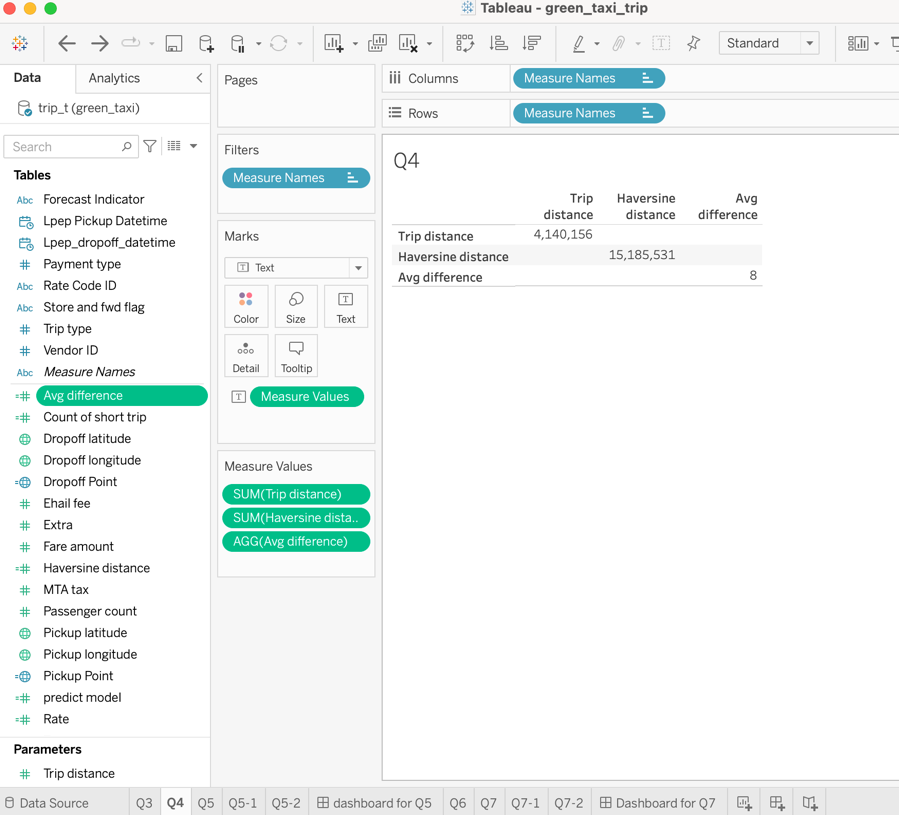 Tableau - green_taxi_trip
Standard
Data
Analytics
trip_t (green_taxi)
Search
Tables
Abc Forecast Indicator
Lpep Pickup Datetime
Lpep_dropoff_datetime
Payment type
Abc Rate Code ID
Abc Store and fwd flag
Trip type
Vendor ID
Abc Measure Names
Avg difference
Count of short trip
Dropoff latitude
Dropoff longitude
Dropoff Point
Ehail fee
Extra
Fare amount
Haversine distance
MTA tax
Passenger count
Pickup latitude
Pickup longitude
Pickup Point
predict model
Rate
Parameters
Trip distance
Pages
Filters
Measure Names
Marks
T Text
Color
Size
T Text
Detail
Tooltip
T Measure Values
Measure Values
SUM(Trip distance)
SUM(Haversine dista..
AGG(Avg difference)
Columns
Measure Names
Rows
Measure Names
Q4
Trip distance
Haversine distance
Avg difference
Trip distance 4,140,156
Haversine distance 15,185,531
Avg difference 8
Data Source
Q3
Q4
Q5
Q5-1
Q5-2
dashboard for Q5
Q6
Q7
Q7-1
Q7-2
Dashboard for Q7